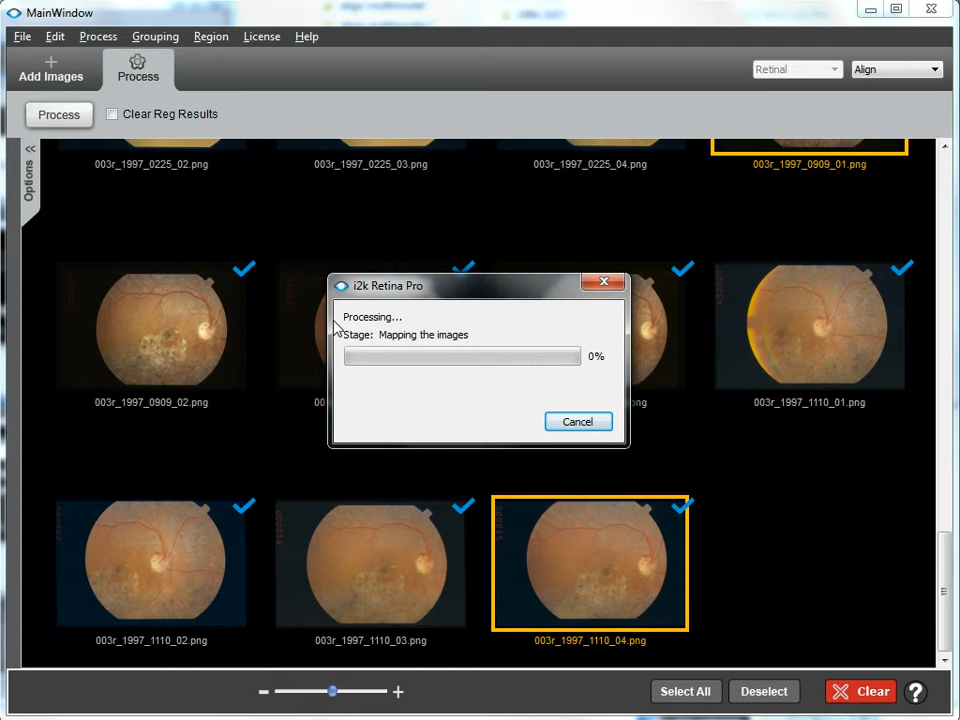 MainWindow
File Edit Process Grouping Region License Help
Add Images
Process
Retinal
Align
Process
Clear Reg Results
Options
003r_1997_0225_02.png
003r_1997_0225_03.png
003r_1997_0225_04.png
003r_1997_0909_01.png
i2k Retina Pro
Processing...
Stage: Mapping the images
0%
Cancel
003r_1997_0909_02.png
003r_1997_1110_01.png
003r_1997_1110_02.png
003r_1997_1110_03.png
003r_1997_1110_04.png
Select All
Deselect
Clear
?